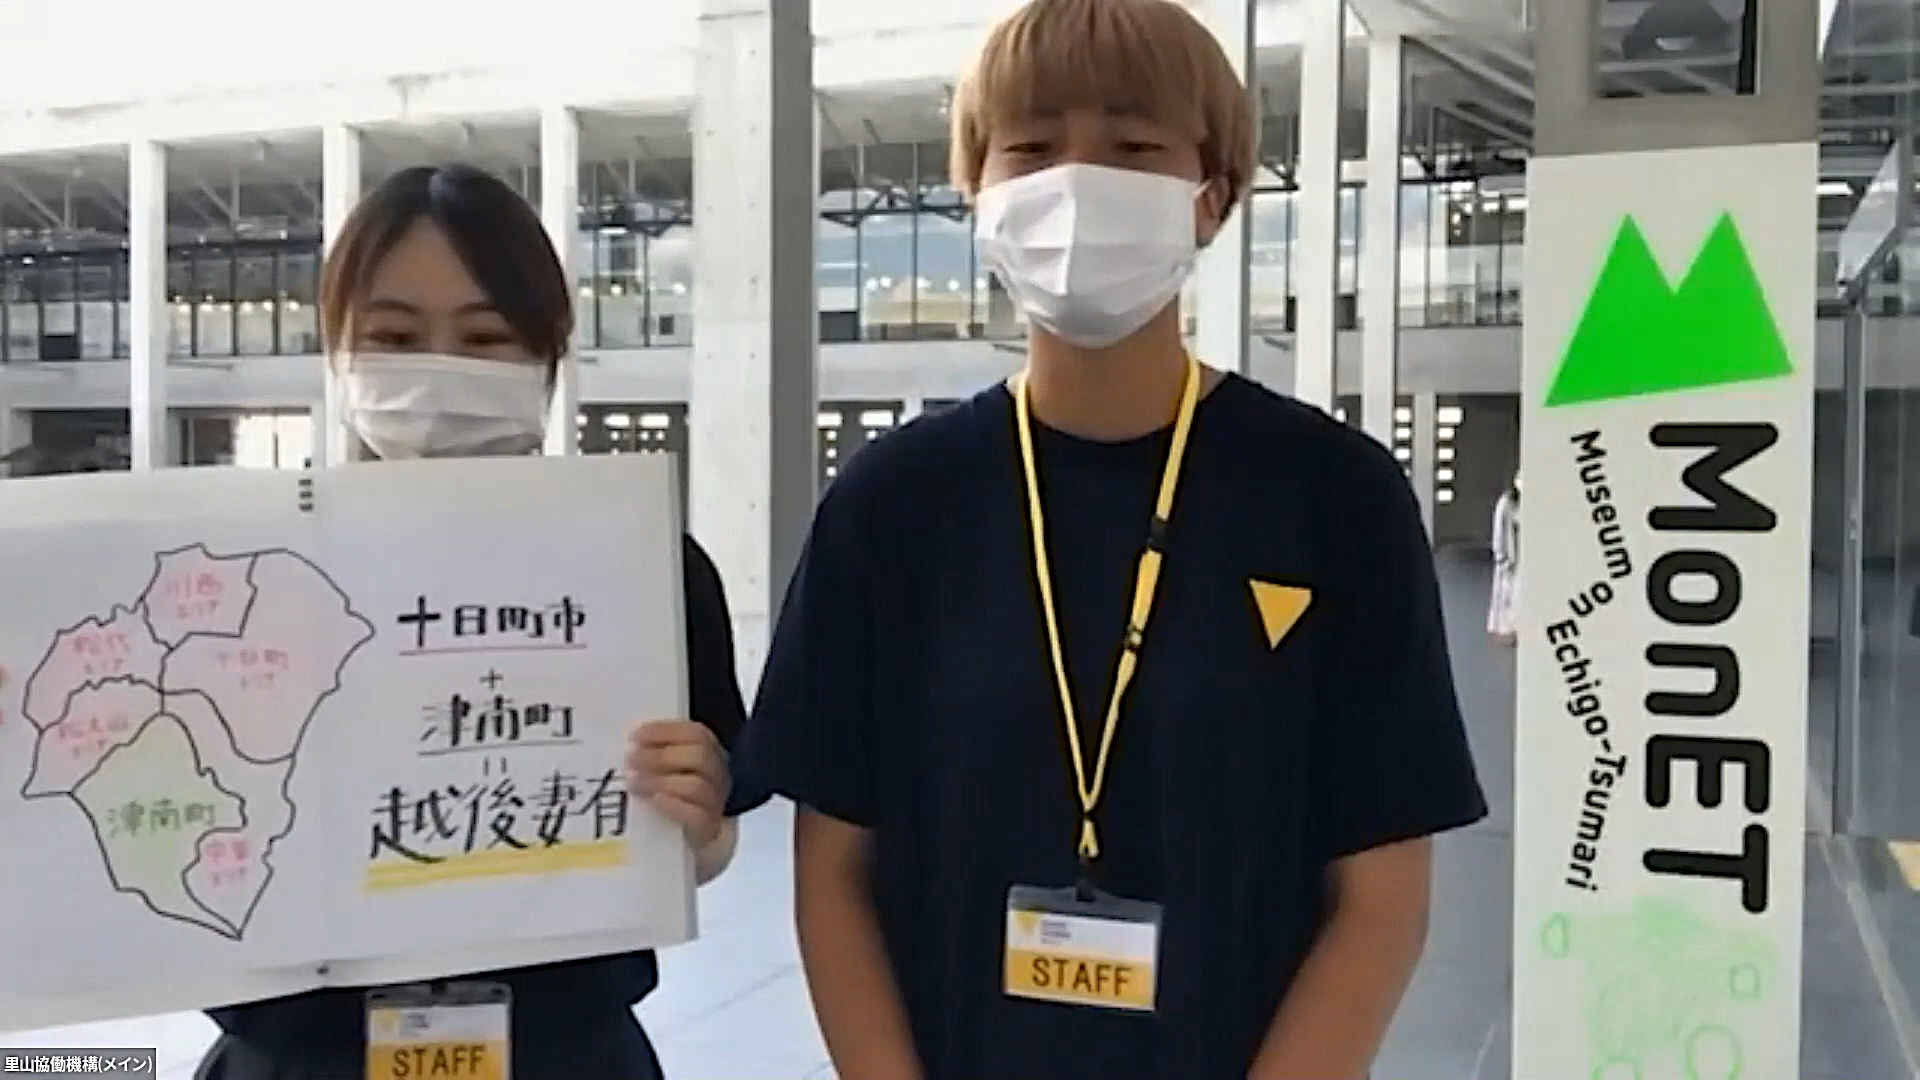 川西
エリア
松代
エリア
十日町
エリア
松之山
エリア
津南町
中里
エリア
十日町市
+
津南町
=
越後妻有
STAFF
STAFF
MonET
Museum on Echigo-Tsumari
里山協働機構(メイン)